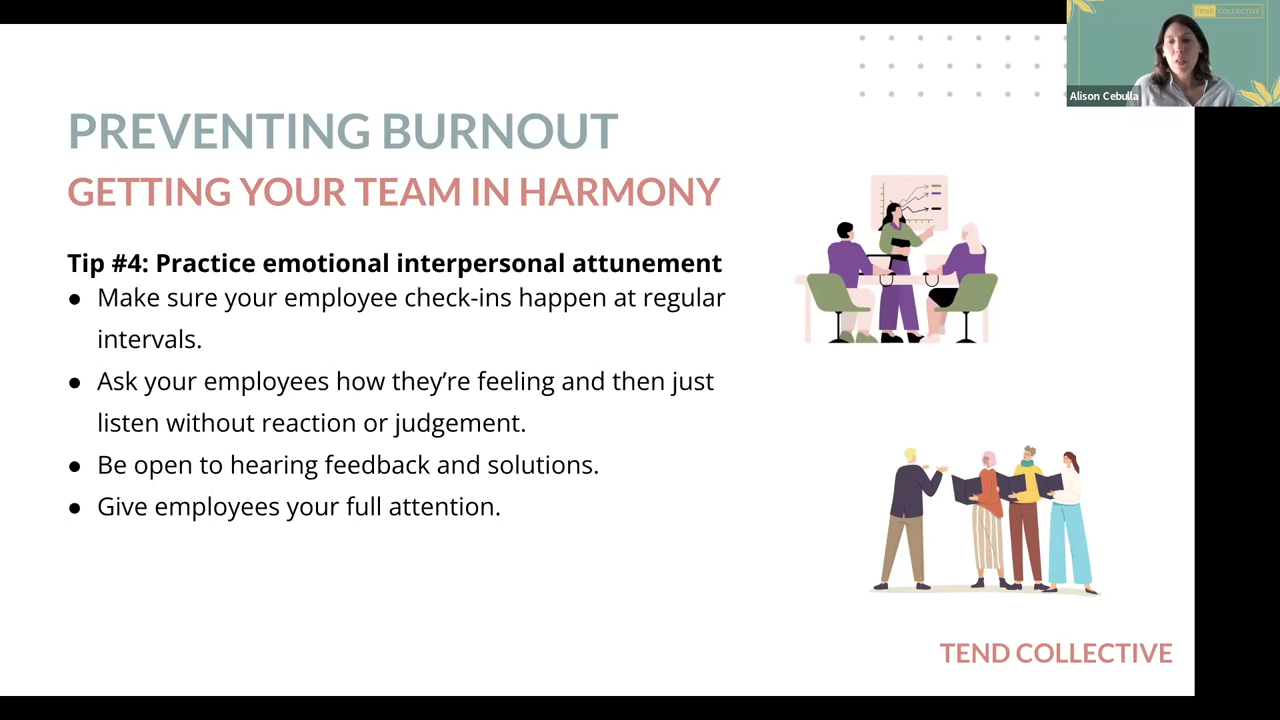 TEND COLLECTIVE
Alison Cebulla
PREVENTING BURNOUT
GETTING YOUR TEAM IN HARMONY
Tip #4: Practice emotional interpersonal attunement
● Make sure your employee check-ins happen at regular
intervals.
● Ask your employees how they’re feeling and then just
listen without reaction or judgement.
● Be open to hearing feedback and solutions.
● Give employees your full attention.
TEND COLLECTIVE